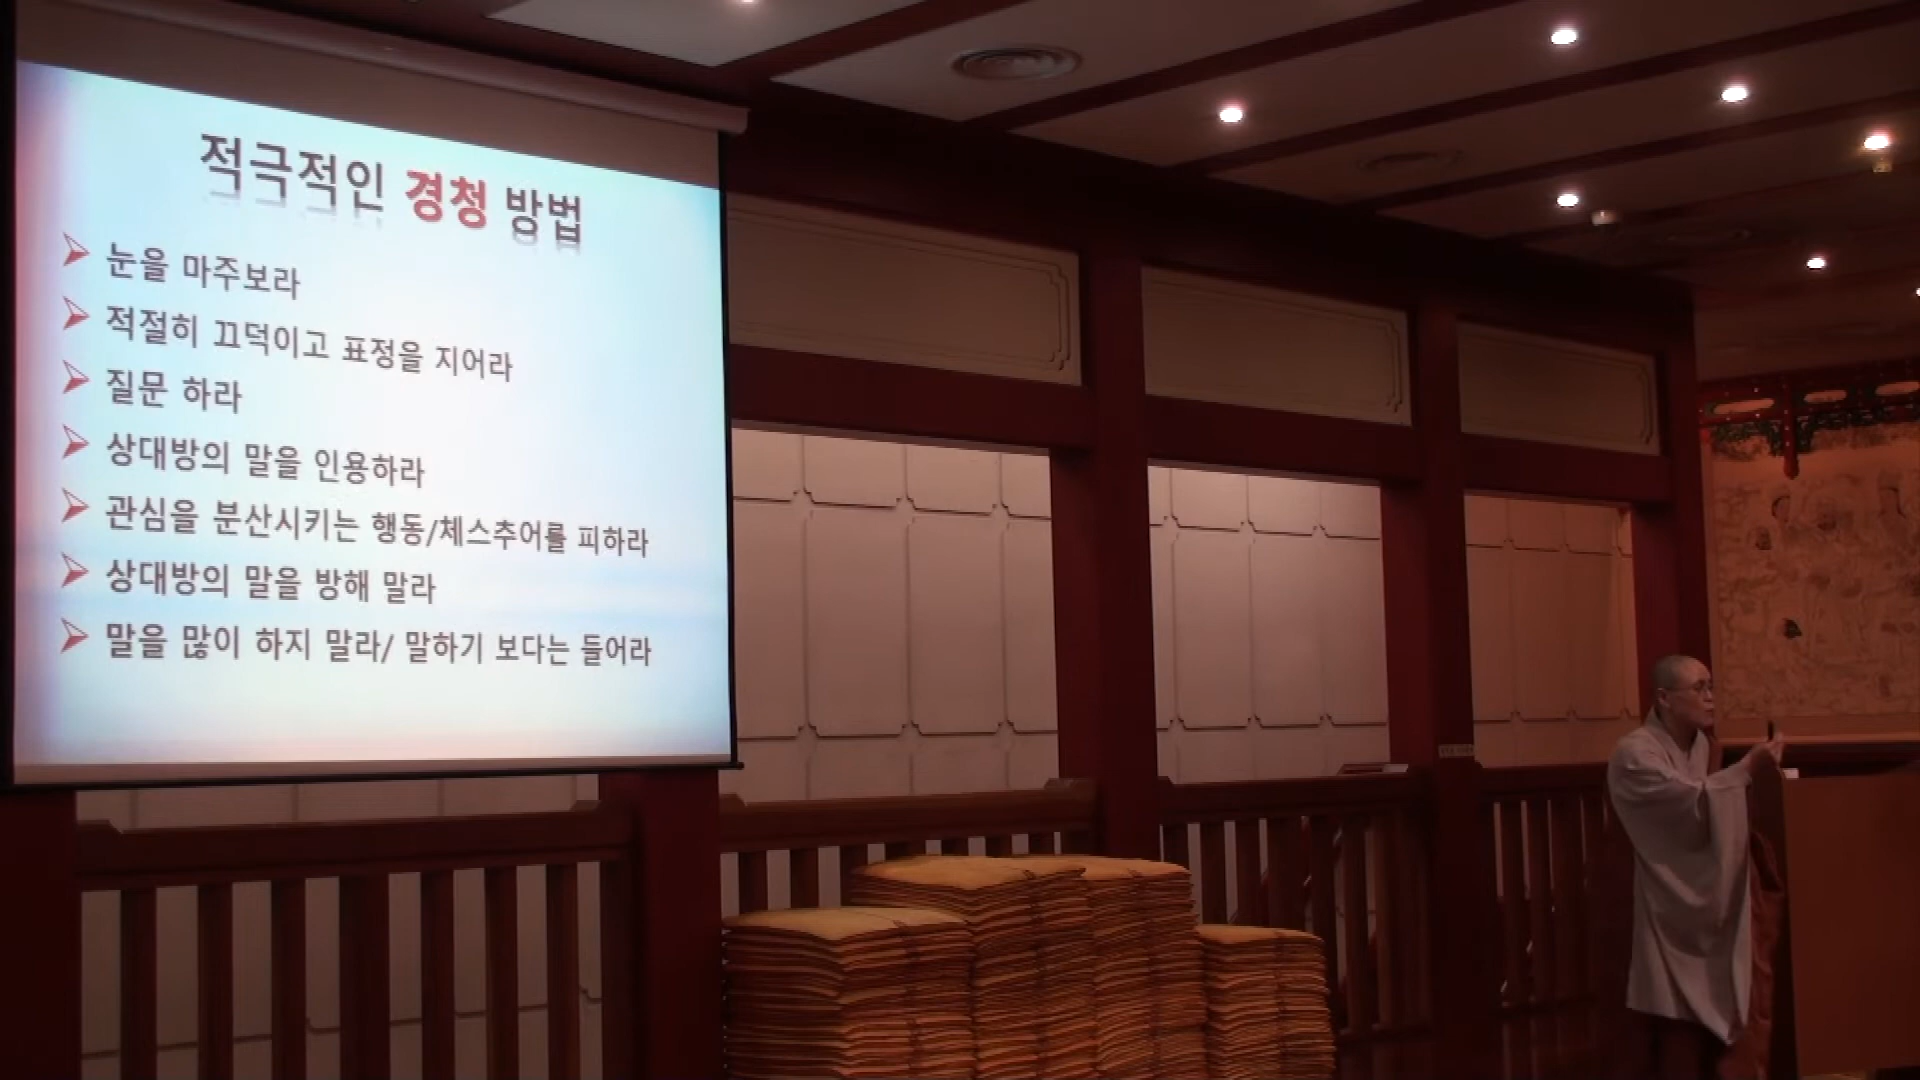 적극적인 경청 방법
눈을 마주보라
적절히 끄덕이고 표정을 지어라
질문 하라
상대방의 말을 인용하라
관심을 분산시키는 행동/체스추어를 피하라
상대방의 말을 방해 말라
말을 많이 하지 말라/ 말하기 보다는 들어라